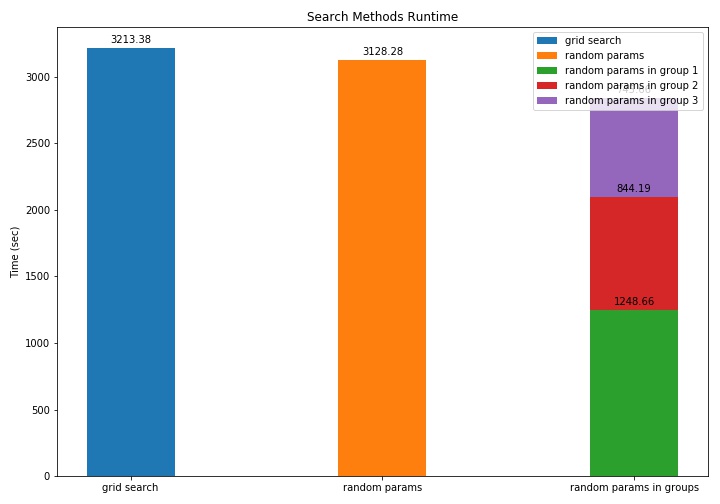 Search Methods Runtime
3213.38
3128.28
grid search
random params
random params in group 1
random params in group 2
random params in group 3
844.19
1248.66
Time (sec)
3000
2500
2000
1500
1000
500
0
grid search
random params
random params in groups